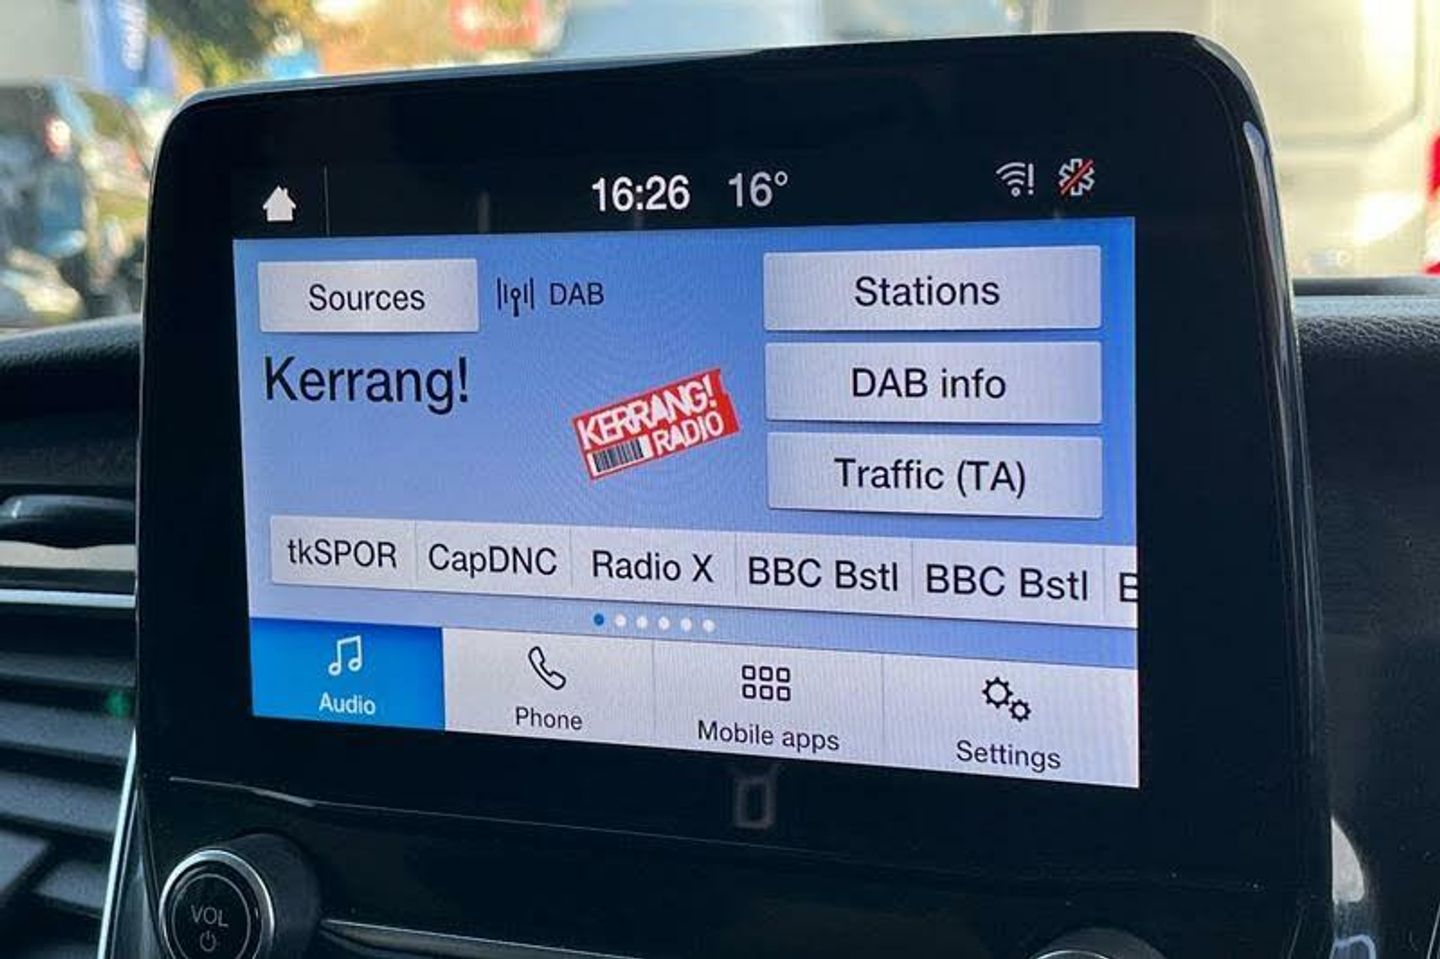 16:26 16°
Sources
DAB
Stations
Kerrang!
KERRANG!
RADIO
DAB info
Traffic (TA)
tkSPOR CapDNC Radio X BBC Bstl BBC Bstl B
Audio Phone Mobile apps Settings
VOL